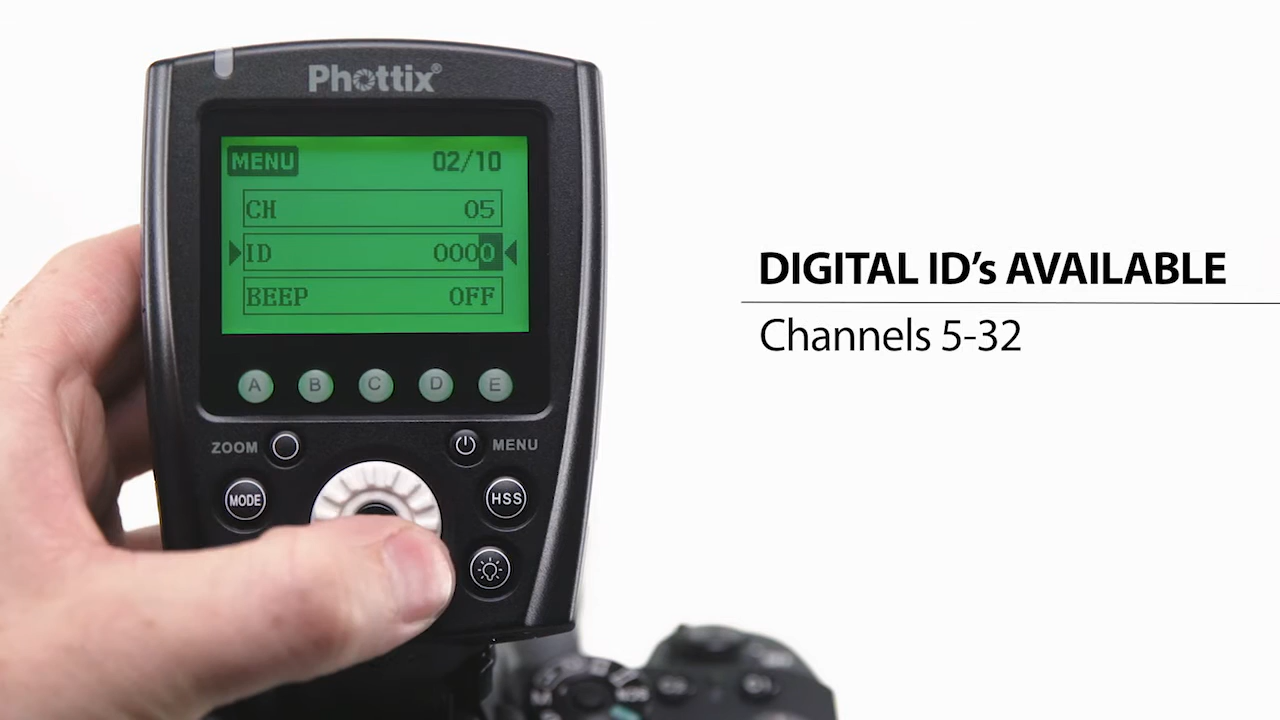 Phottix®
MENU 02/10
CH 05
ID 0000
BEEP OFF
A B C D E
ZOOM MENU
MODE HSS
DIGITAL ID's AVAILABLE
Channels 5-32